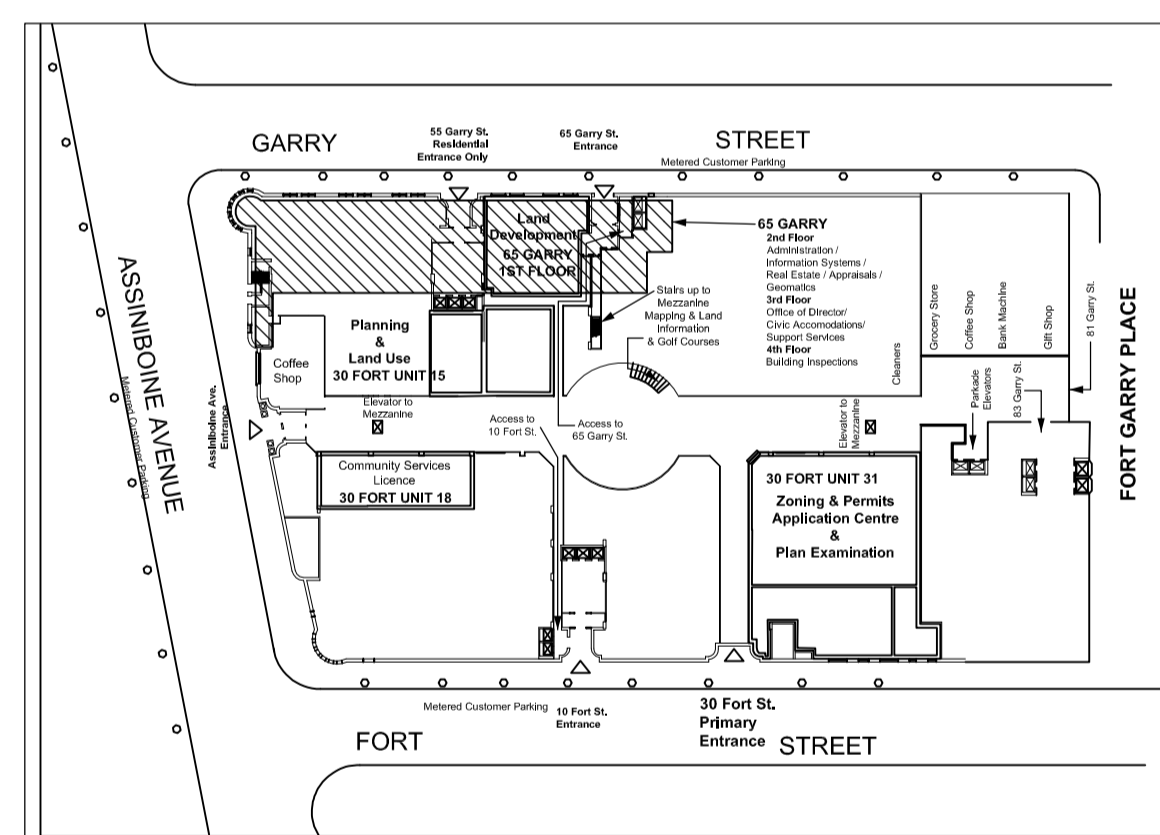 GARRY
55 Garry St.
Residential
Entrance Only
65 Garry St.
Entrance
STREET
Metered Customer Parking
Land
Development
65 GARRY
1ST FLOOR
65 GARRY
2nd Floor
Administration /
Information Systems /
Real Estate / Appraisals /
Geomatics
3rd Floor
Office of Director/
Civic Accomodations/
Support Services
4th Floor
Building Inspections
Stairs up to
Mezzanine
Mapping & Land
Information
& Golf Courses
Cleaners
Grocery Store
Coffee Shop
Bank Machine
Gift Shop
81 Garry St.
83 Garry St.
Parkade
Elevators
FORT GARRY PLACE
ASSINIBOINE AVENUE
Metered Customer Parking
Assiniboine Ave.
Entrance
Planning
&
Land Use
30 FORT UNIT 15
Coffee
Shop
Elevator to
Mezzanine
Access to
10 Fort St.
Access to
65 Garry St.
Elevator to
Mezzanine
Community Services
Licence
30 FORT UNIT 18
30 FORT UNIT 31
Zoning & Permits
Application Centre
&
Plan Examination
Metered Customer Parking
10 Fort St.
Entrance
30 Fort St.
Primary
Entrance
FORT
STREET